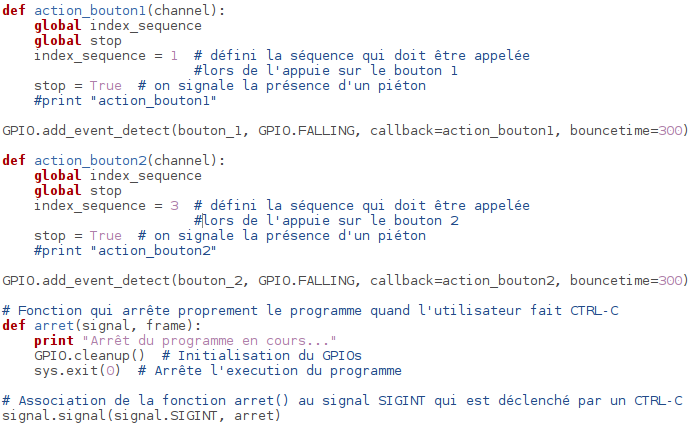 def action_bouton1(channel):
    global index_sequence
    global stop
    index_sequence = 1  # défini la séquence qui doit être appelée
                        #lors de l'appuie sur le bouton 1
    stop = True  # on signale la présence d'un piéton
    #print "action_bouton1"

GPIO.add_event_detect(bouton_1, GPIO.FALLING, callback=action_bouton1, bouncetime=300)

def action_bouton2(channel):
    global index_sequence
    global stop
    index_sequence = 3  # défini la séquence qui doit être appelée
                        #lors de l'appuie sur le bouton 2
    stop = True  # on signale la présence d'un piéton
    #print "action_bouton2"

GPIO.add_event_detect(bouton_2, GPIO.FALLING, callback=action_bouton2, bouncetime=300)

# Fonction qui arrête proprement le programme quand l'utilisateur fait CTRL-C
def arret(signal, frame):
    print "Arrêt du programme en cours..."
    GPIO.cleanup()  # Initialisation du GPIOs
    sys.exit(0)  # Arrête l'execution du programme

# Association de la fonction arret() au signal SIGINT qui est déclenché par un CTRL-C
signal.signal(signal.SIGINT, arret)